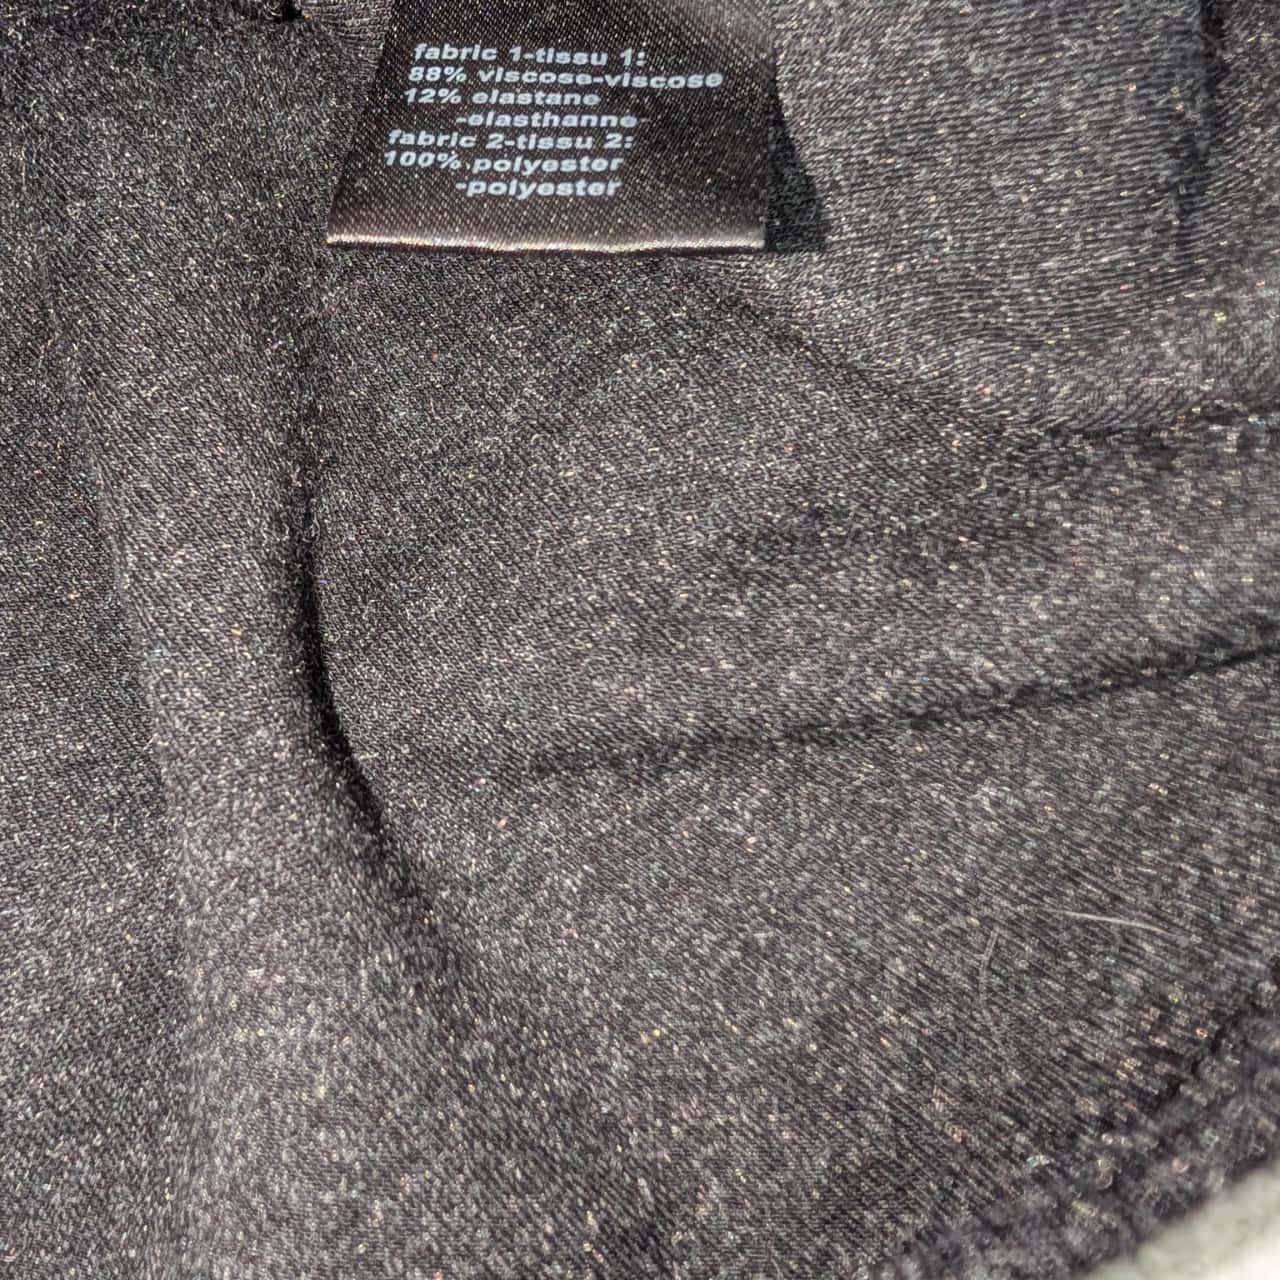 fabric 1-tissu 1:
88% viscose-viscose
12% elastane
-elasthanne
fabric 2-tissu 2:
100% polyester
-polyester